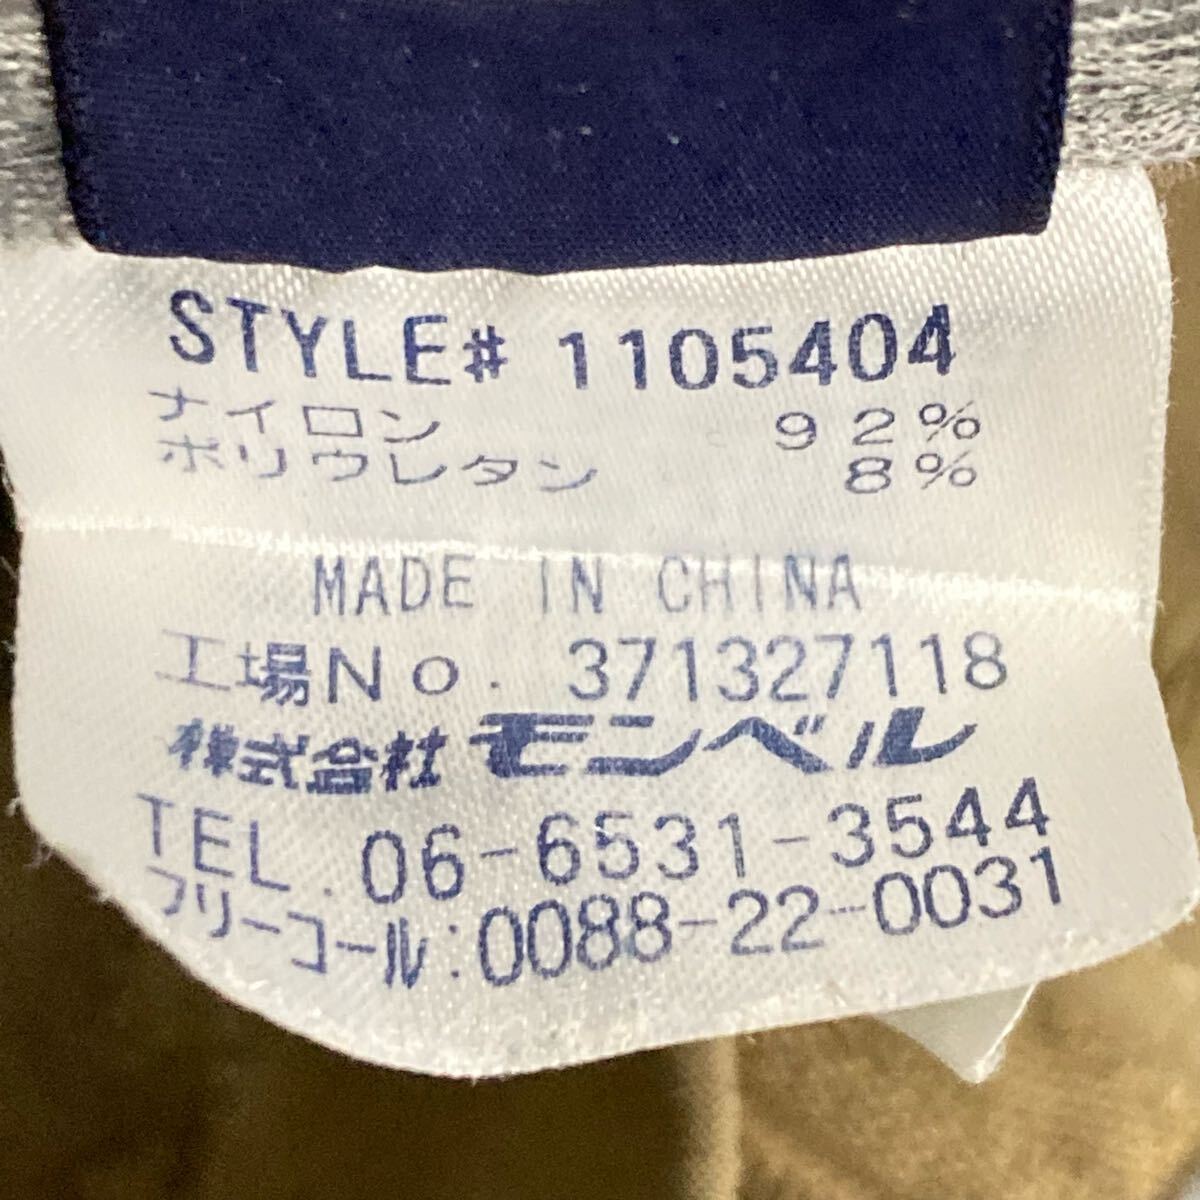 STYLE# 1105404
ナイロン 92%
ポリウレタン 8%
MADE IN CHINA
工場No. 371327118
株式会社モンベル
TEL. 06-6531-3544
フリーコール:0088-22-0031